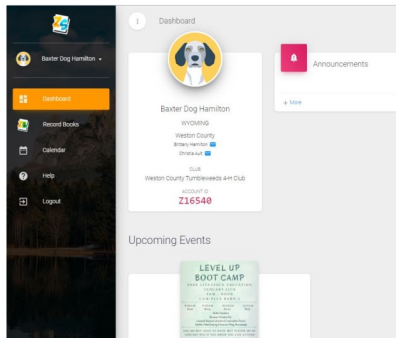 Dashboard
Baxter Dog Hamilton
Dashboard
Record Books
Calendar
Help
Logout
Baxter Dog Hamilton
WYOMING
Weston County
Brittany Hamilton
Christa Ault
CLUB
Weston County Tumbleweeds 4-H Club
ACCOUNT ID
Z16540
Announcements
+ More
Upcoming Events
LEVEL UP
BOOT CAMP